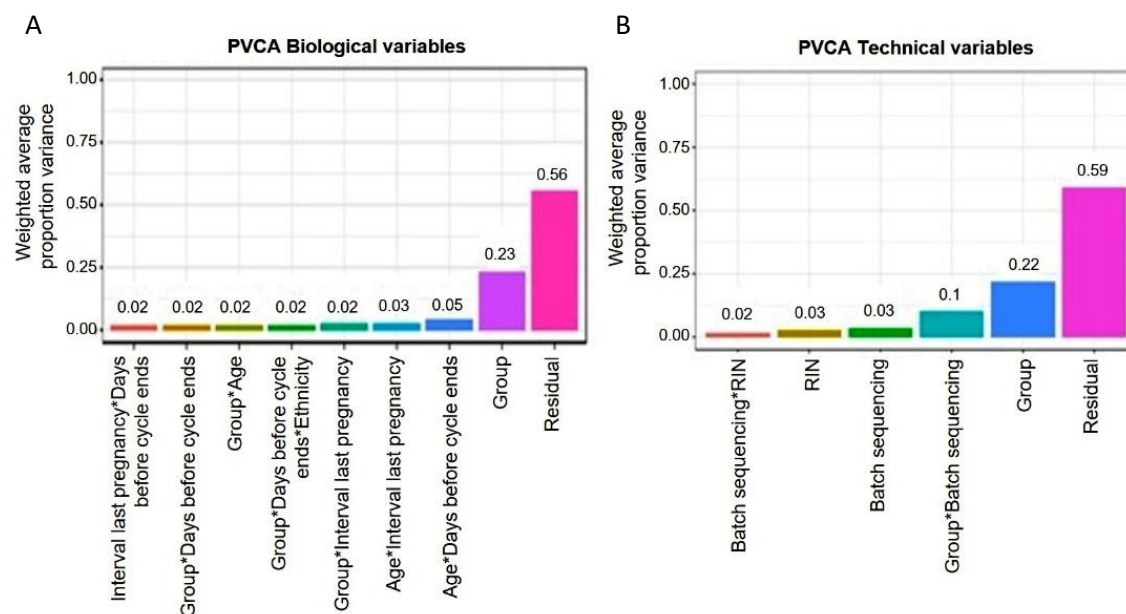 A
PVCA Biological variables
Weighted average
proportion variance
1.00
0.75
0.50
0.25
0.00
0.02
0.02
0.02
0.02
0.02
0.03
0.05
0.23
0.56
Interval last pregnancy*Days
before cycle ends
Group*Days before cycle ends
Group*Age
Group*Days before cycle
ends*Ethnicity
Group*Interval last pregnancy
Age*Interval last pregnancy
Age*Days before cycle ends
Group
Residual
B
PVCA Technical variables
Weighted average
proportion variance
1.00
0.75
0.50
0.25
0.00
0.02
0.03
0.03
0.1
0.22
0.59
Batch sequencing*RIN
RIN
Batch sequencing
Group*Batch sequencing
Group
Residual